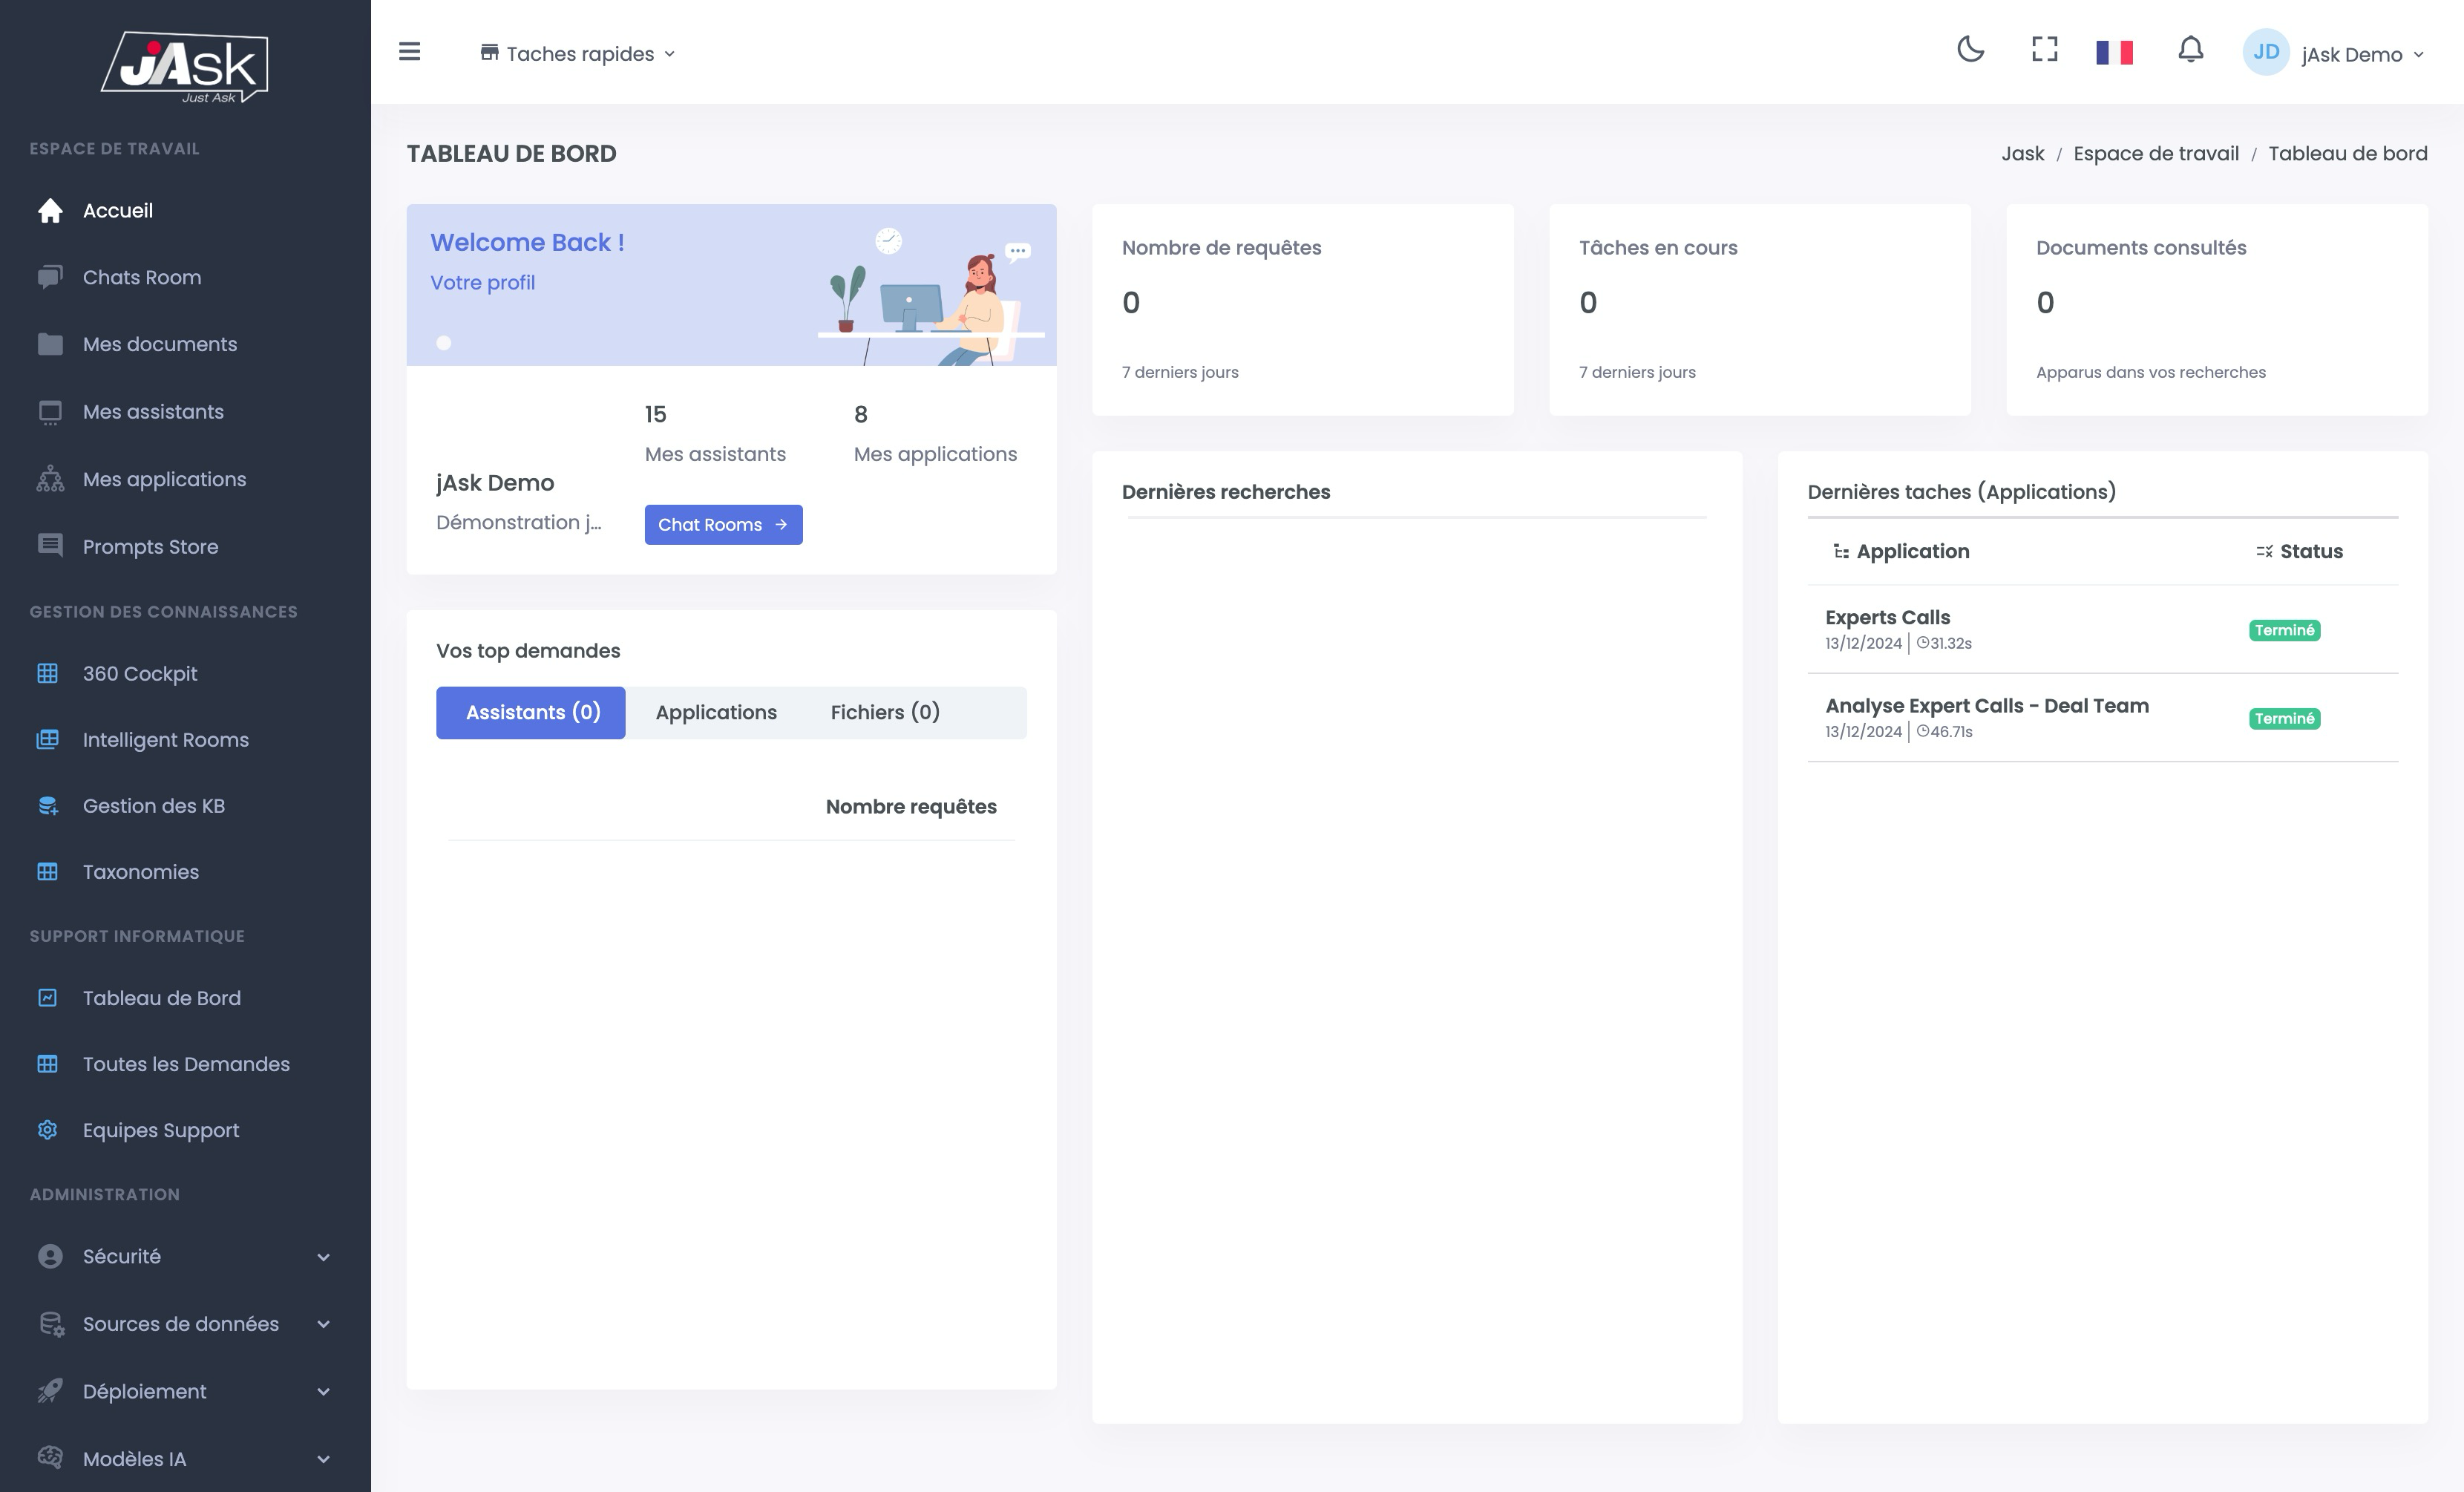 jAsk
Just Ask
ESPACE DE TRAVAIL
Accueil
Chats Room
Mes documents
Mes assistants
Mes applications
Prompts Store
GESTION DES CONNAISSANCES
360 Cockpit
Intelligent Rooms
Gestion des KB
Taxonomies
SUPPORT INFORMATIQUE
Tableau de Bord
Toutes les Demandes
Equipes Support
ADMINISTRATION
Sécurité
Sources de données
Déploiement
Modèles IA
Taches rapides
JD jAsk Demo
TABLEAU DE BORD
Jask / Espace de travail / Tableau de bord
Welcome Back !
Votre profil
15
Mes assistants
8
Mes applications
jAsk Demo
Démonstration j...
Chat Rooms
Nombre de requêtes
0
7 derniers jours
Tâches en cours
0
7 derniers jours
Documents consultés
0
Apparus dans vos recherches
Vos top demandes
Assistants (0) Applications Fichiers (0)
Nombre requêtes
Dernières recherches
Dernières taches (Applications)
Application Status
Experts Calls
13/12/2024 | 31.32s
Terminé
Analyse Expert Calls - Deal Team
13/12/2024 | 46.71s
Terminé